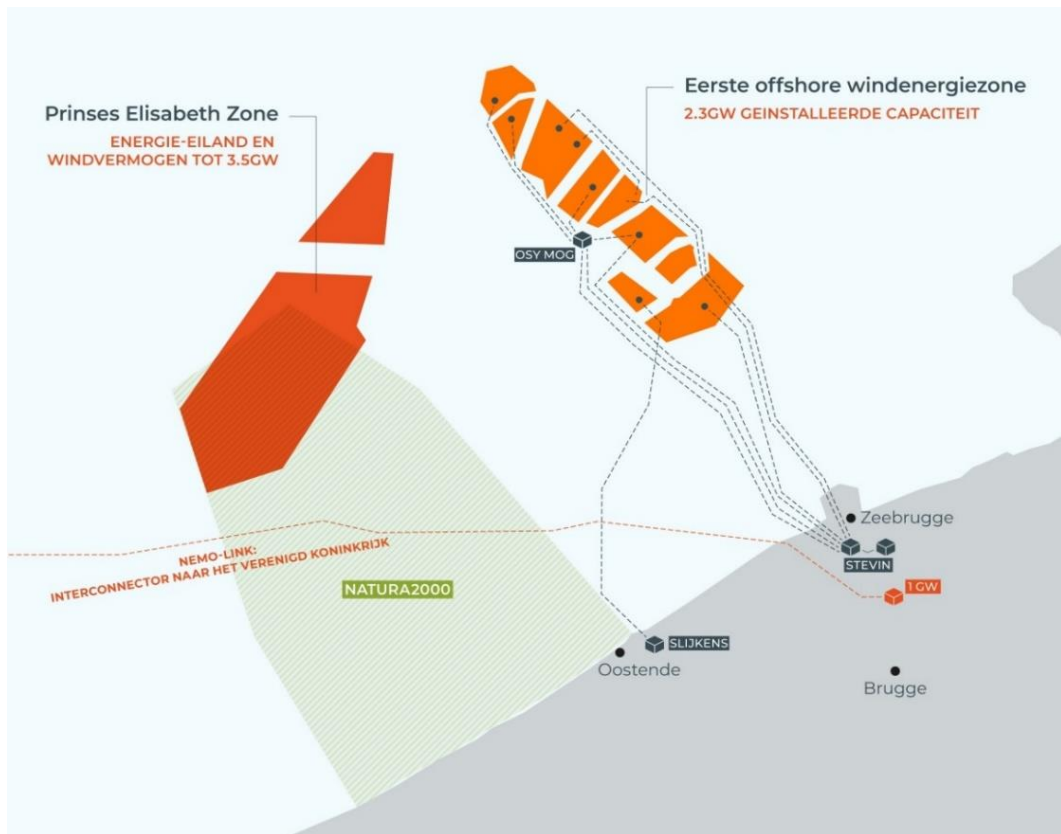 Prinses Elisabeth Zone
ENERGIE-EILAND EN
WINDVERMOGEN TOT 3.5GW
Eerste offshore windenergiezone
2.3GW GEINSTALLEERDE CAPACITEIT
OSY MOG
NEMO-LINK:
INTERCONNECTOR NAAR HET VERENIGD KONINKRIJK
NATURA2000
Zeebrugge
STEVIN
1 GW
SLIJKENS
Oostende
Brugge